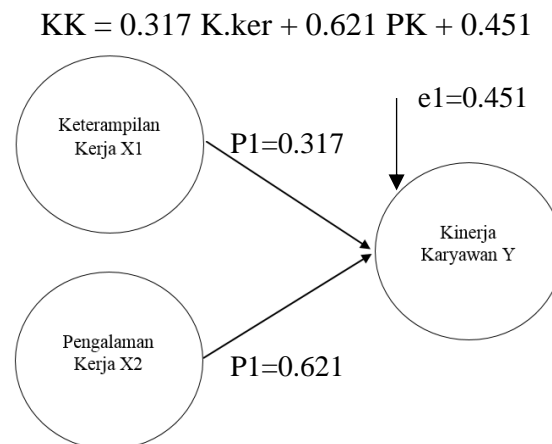 KK = 0.317 K.ker + 0.621 PK + 0.451
e1=0.451
Keterampilan
Kerja X1
P1=0.317
Kinerja
Karyawan Y
Pengalaman
Kerja X2
P1=0.621